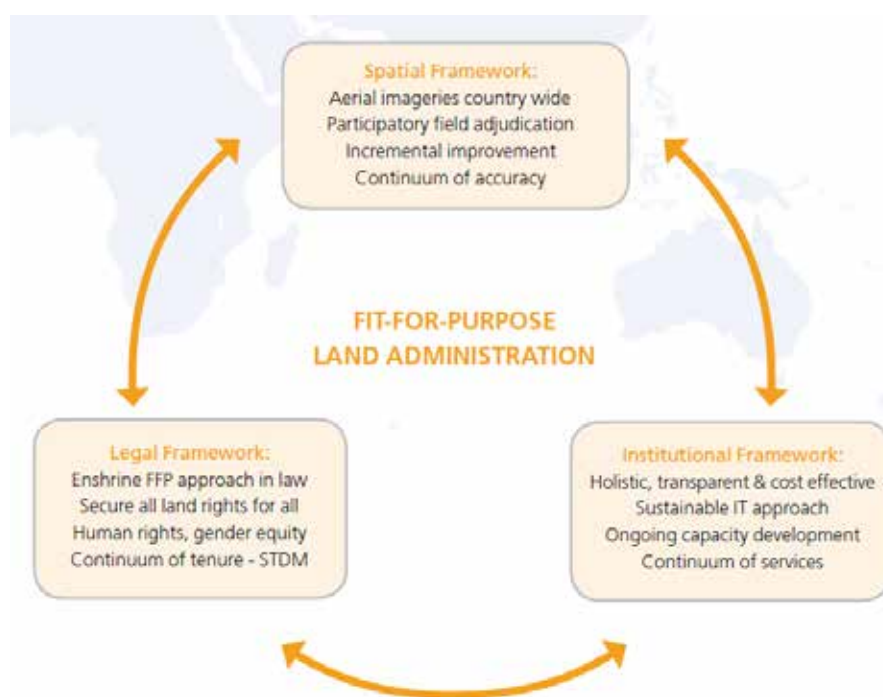 Spatial Framework:
Aerial imageries country wide
Participatory field adjudication
Incremental improvement
Continuum of accuracy
FIT-FOR-PURPOSE
LAND ADMINISTRATION
Legal Framework:
Enshrine FFP approach in law
Secure all land rights for all
Human rights, gender equity
Continuum of tenure - STDM
Institutional Framework:
Holistic, transparent & cost effective
Sustainable IT approach
Ongoing capacity development
Continuum of services